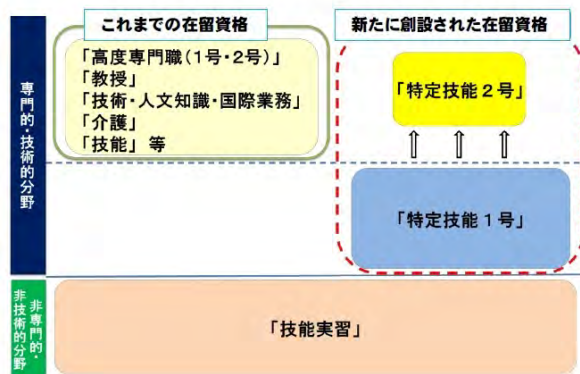 これまでの在留資格
新たに創設された在留資格
専門的・技術的分野
「高度専門職(1号・2号)」
「教授」
「技術・人文知識・国際業務」
「介護」
「技能」 等
「特定技能2号」
「特定技能1号」
非専門的・
非技術的分野
「技能実習」